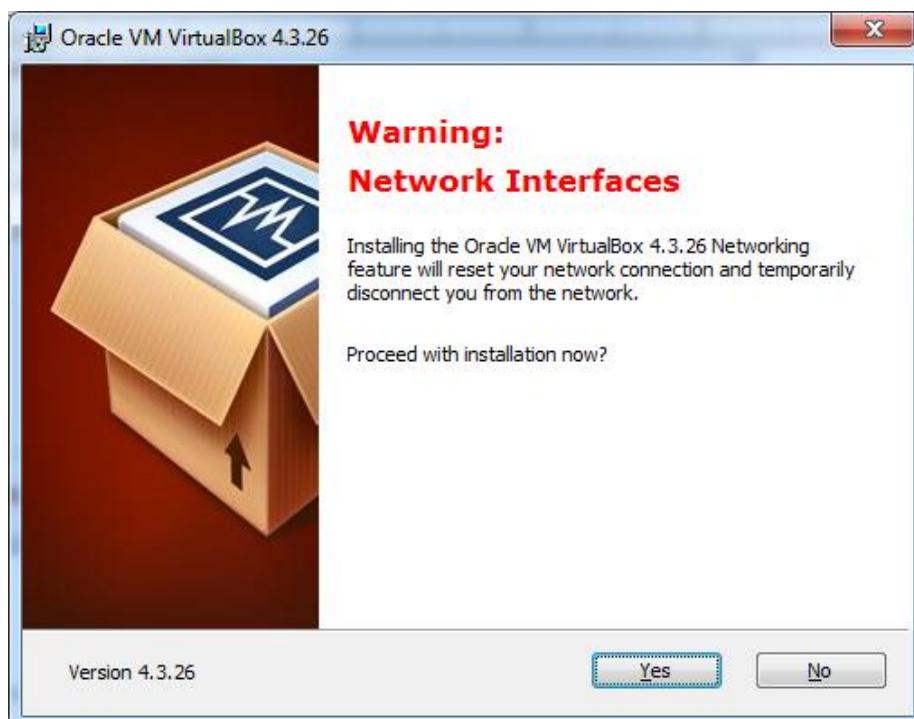 Oracle VM VirtualBox 4.3.26
Warning:
Network Interfaces
Installing the Oracle VM VirtualBox 4.3.26 Networking
feature will reset your network connection and temporarily
disconnect you from the network.
Proceed with installation now?
Version 4.3.26
Yes
No